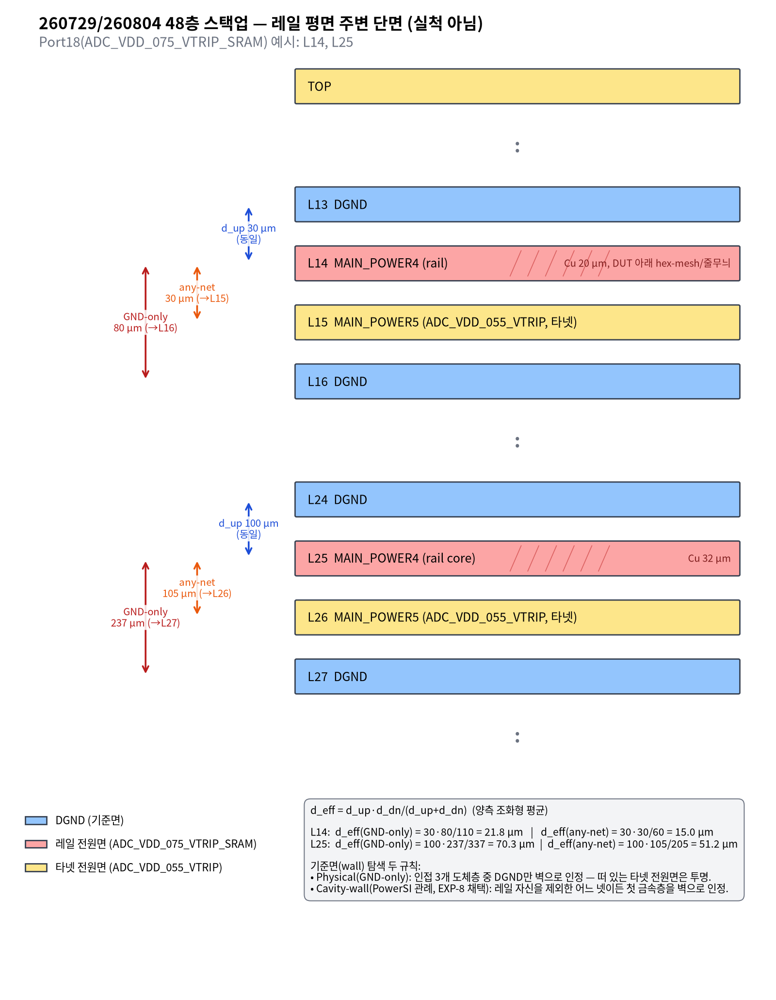 260729/260804 48층 스택업 — 레일 평면 주변 단면 (실척 아님)
Port18(ADC_VDD_075_VTRIP_SRAM) 예시: L14, L25
TOP
L13 DGND
d_up 30 μm
(동일)
L14 MAIN_POWER4 (rail)
Cu 20 μm, DUT 아래 hex-mesh/줄무늬
any-net
30 μm (→L15)
GND-only
80 μm (→L16)
L15 MAIN_POWER5 (ADC_VDD_055_VTRIP, 타넷)
L16 DGND
L24 DGND
d_up 100 μm
(동일)
L25 MAIN_POWER4 (rail core)
Cu 32 μm
any-net
105 μm (→L26)
GND-only
237 μm (→L27)
L26 MAIN_POWER5 (ADC_VDD_055_VTRIP, 타넷)
L27 DGND
DGND (기준면)
레일 전원면 (ADC_VDD_075_VTRIP_SRAM)
타넷 전원면 (ADC_VDD_055_VTRIP)
d_eff = d_up·d_dn/(d_up+d_dn) (양측 조화형 평균)
L14: d_eff(GND-only) = 30·80/110 = 21.8 μm | d_eff(any-net) = 30·30/60 = 15.0 μm
L25: d_eff(GND-only) = 100·237/337 = 70.3 μm | d_eff(any-net) = 100·105/205 = 51.2 μm
기준면(wall) 탐색 두 규칙:
• Physical(GND-only): 인접 3개 도체층 중 DGND만 벽으로 인정 — 떠 있는 타넷 전원면은 투명.
• Cavity-wall(PowerSI 관례, EXP-8 채택): 레일 자신을 제외한 어느 넷이든 첫 금속층을 벽으로 인정.